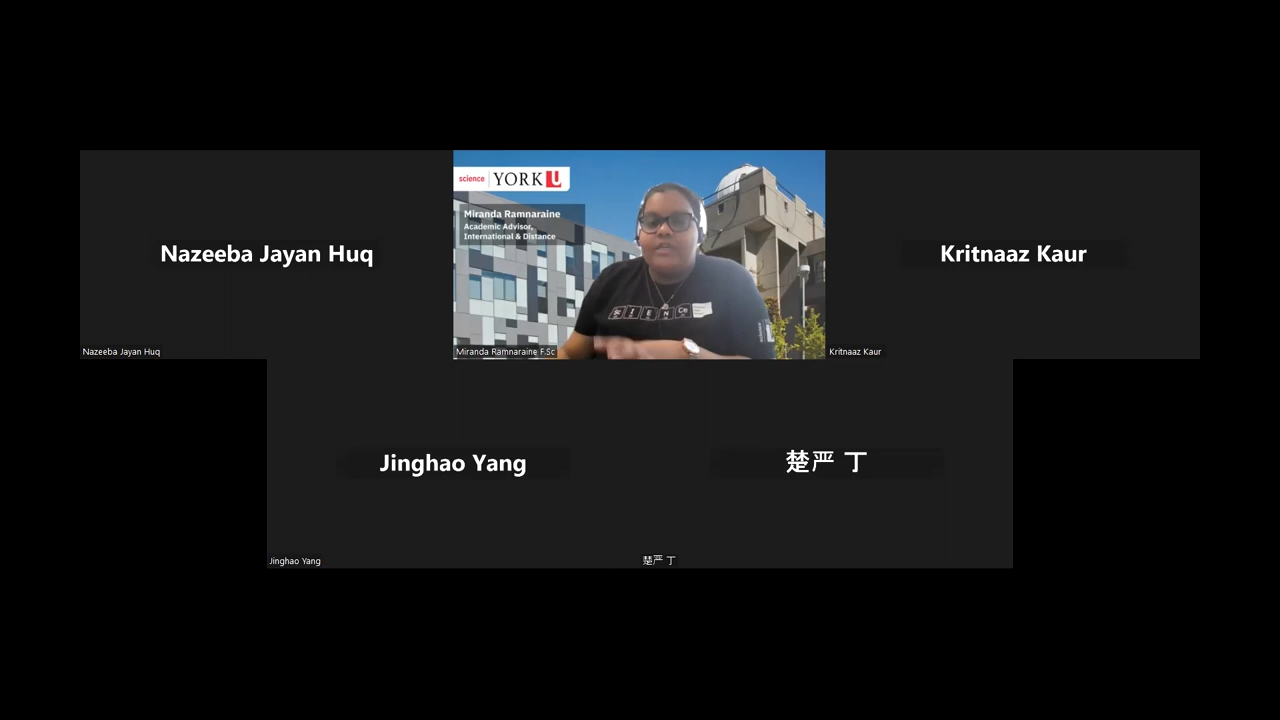 Nazeeba Jayan Huq
Nazeeba Jayan Huq
science YORK U
Miranda Ramnaraine
Academic Advisor,
International & Distance
Miranda Ramnaraine F.Sc
Kritnaaz Kaur
Kritnaaz Kaur
Jinghao Yang
Jinghao Yang
楚严 丁
楚严 丁